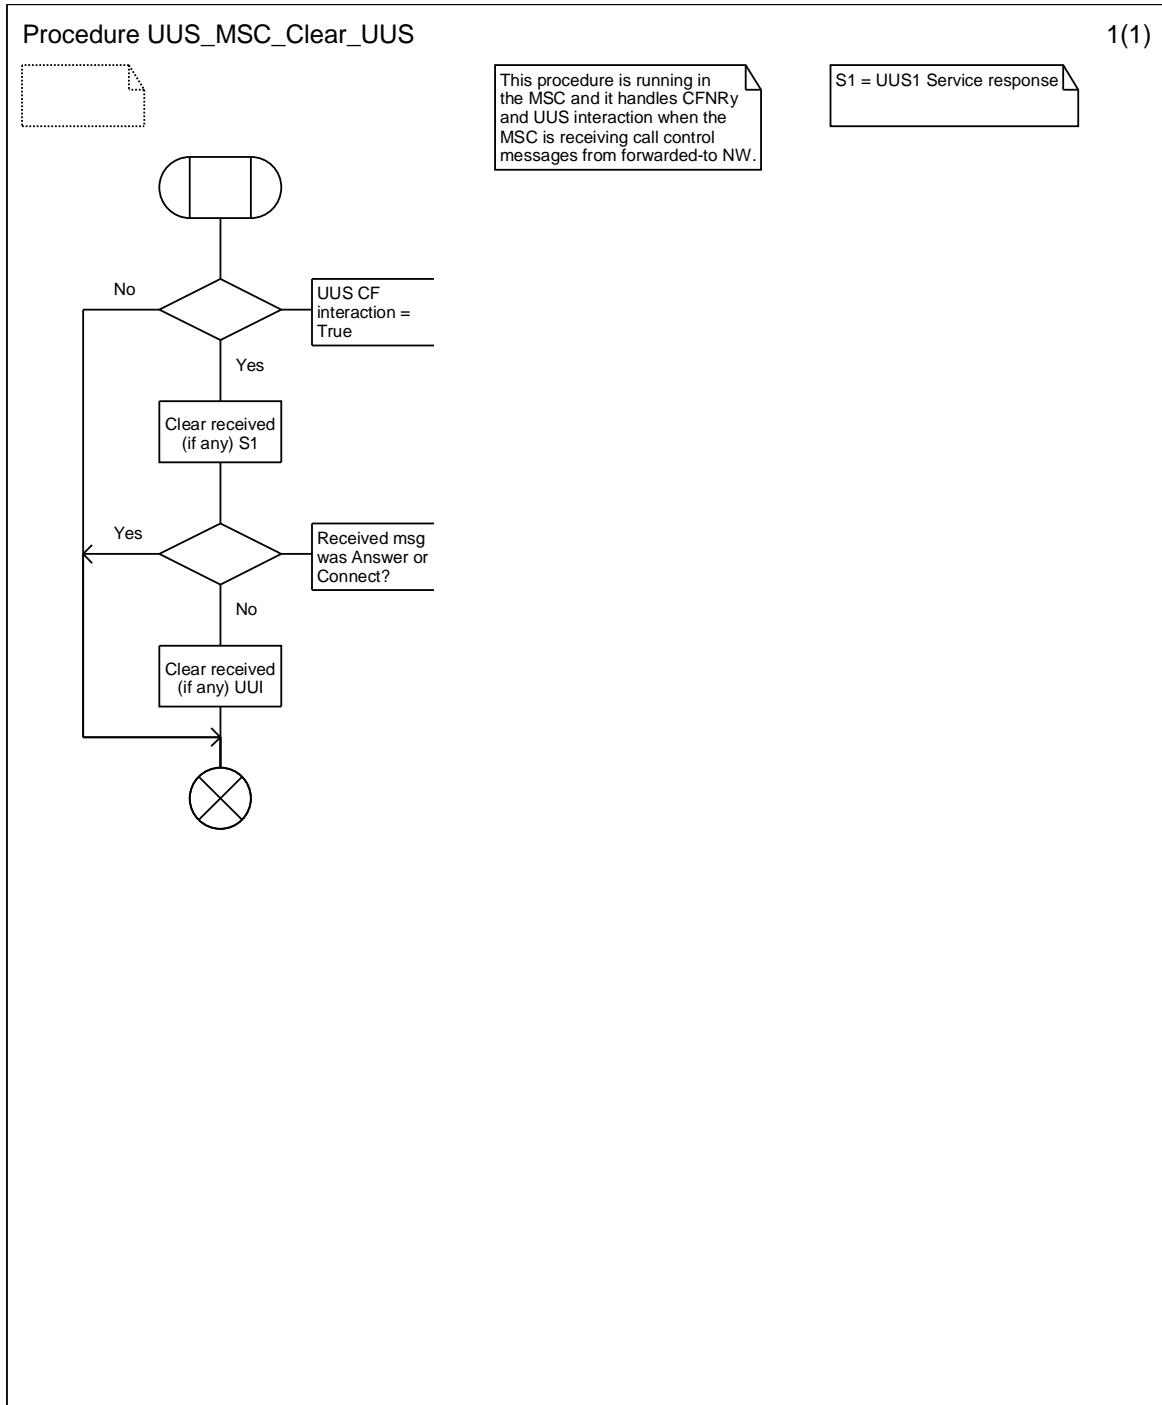 Procedure UUS_MSC_Clear_UUS
1(1)
This procedure is running in
the MSC and it handles CFNRy
and UUS interaction when the
MSC is receiving call control
messages from forwarded-to NW.
S1 = UUS1 Service response
No
UUS CF
interaction =
True
Yes
Clear received
(if any) S1
Yes
Received msg
was Answer or
Connect?
No
Clear received
(if any) UUI